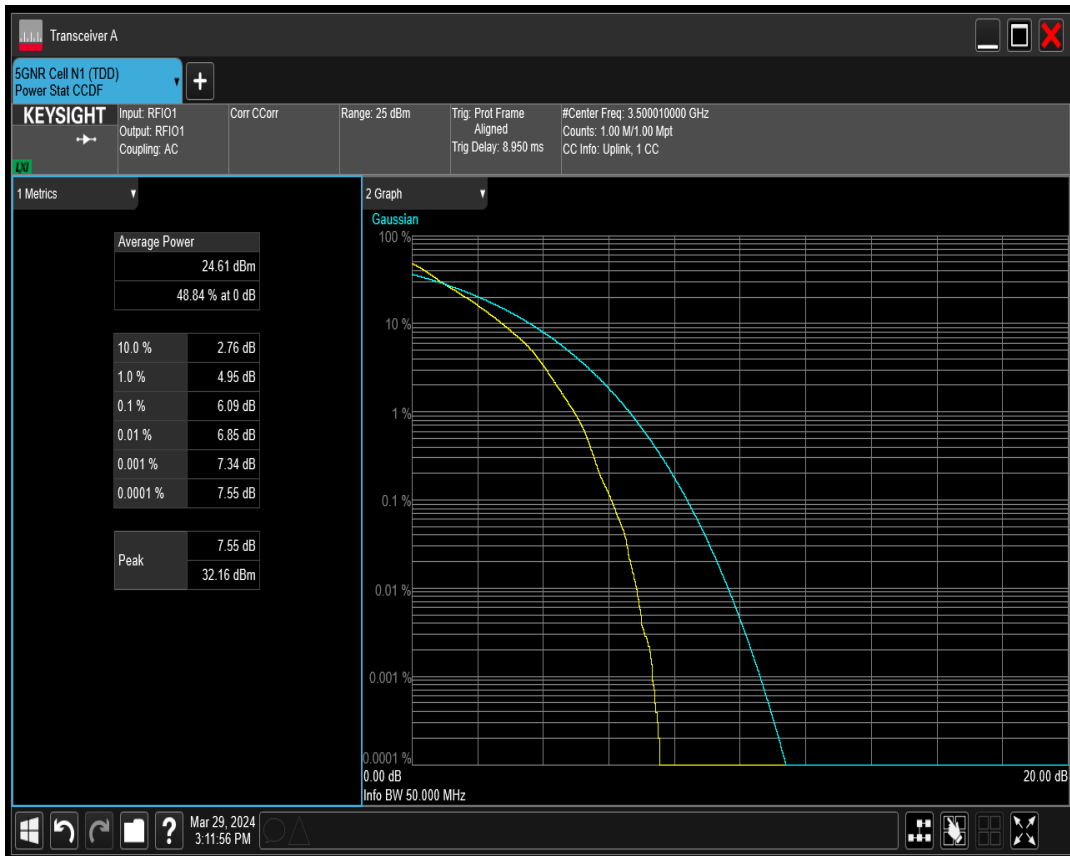 Transceiver A
5GNR Cell N1 (TDD)
Power Stat CCDF
+
KEYSIGHT
LXI
Input: RFIO1
Output: RFIO1
Coupling: AC
Corr CCorr
Range: 25 dBm
Trig: Prot Frame
Aligned
Trig Delay: 8.950 ms
#Center Freq: 3.500010000 GHz
Counts: 1.00 M/1.00 Mpt
CC Info: Uplink, 1 CC
1 Metrics
Average Power
24.61 dBm
48.84 % at 0 dB
10.0 % 2.76 dB
1.0 % 4.95 dB
0.1 % 6.09 dB
0.01 % 6.85 dB
0.001 % 7.34 dB
0.0001 % 7.55 dB
Peak 7.55 dB
32.16 dBm
2 Graph
Gaussian
100 %
10 %
1 %
0.1 %
0.01 %
0.001 %
0.0001 %
0.00 dB 20.00 dB
Info BW 50.000 MHz
?
Mar 29, 2024
3:11:56 PM